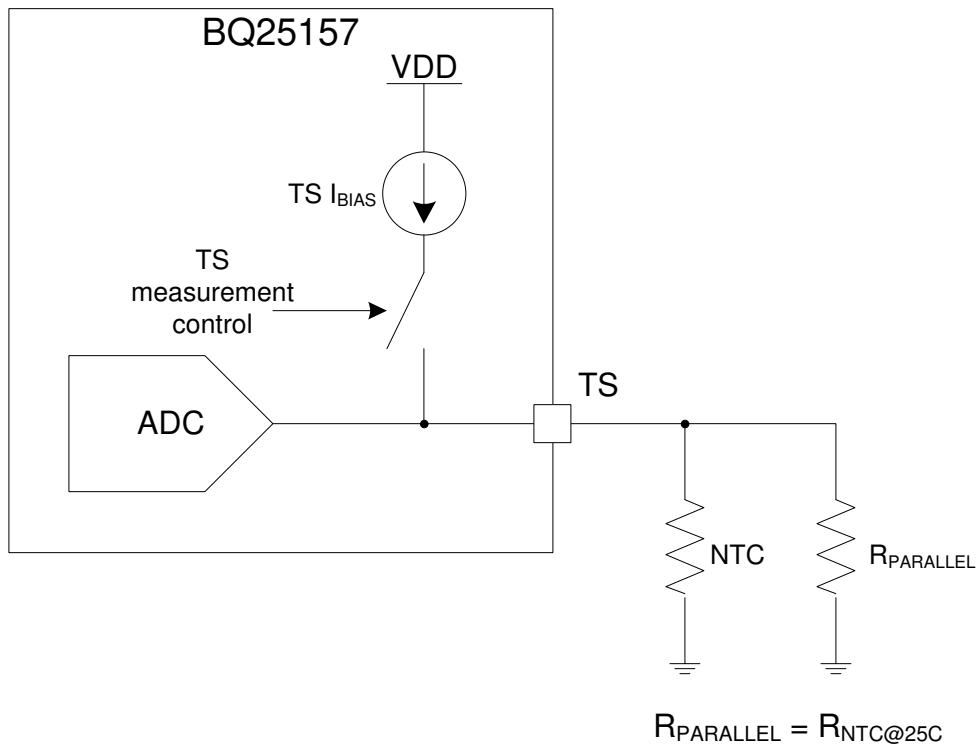 BQ25157
VDD
TS IBIAS
TS
measurement
control
ADC
TS
NTC
RPARALLEL
RPARALLEL = RNTC@25C